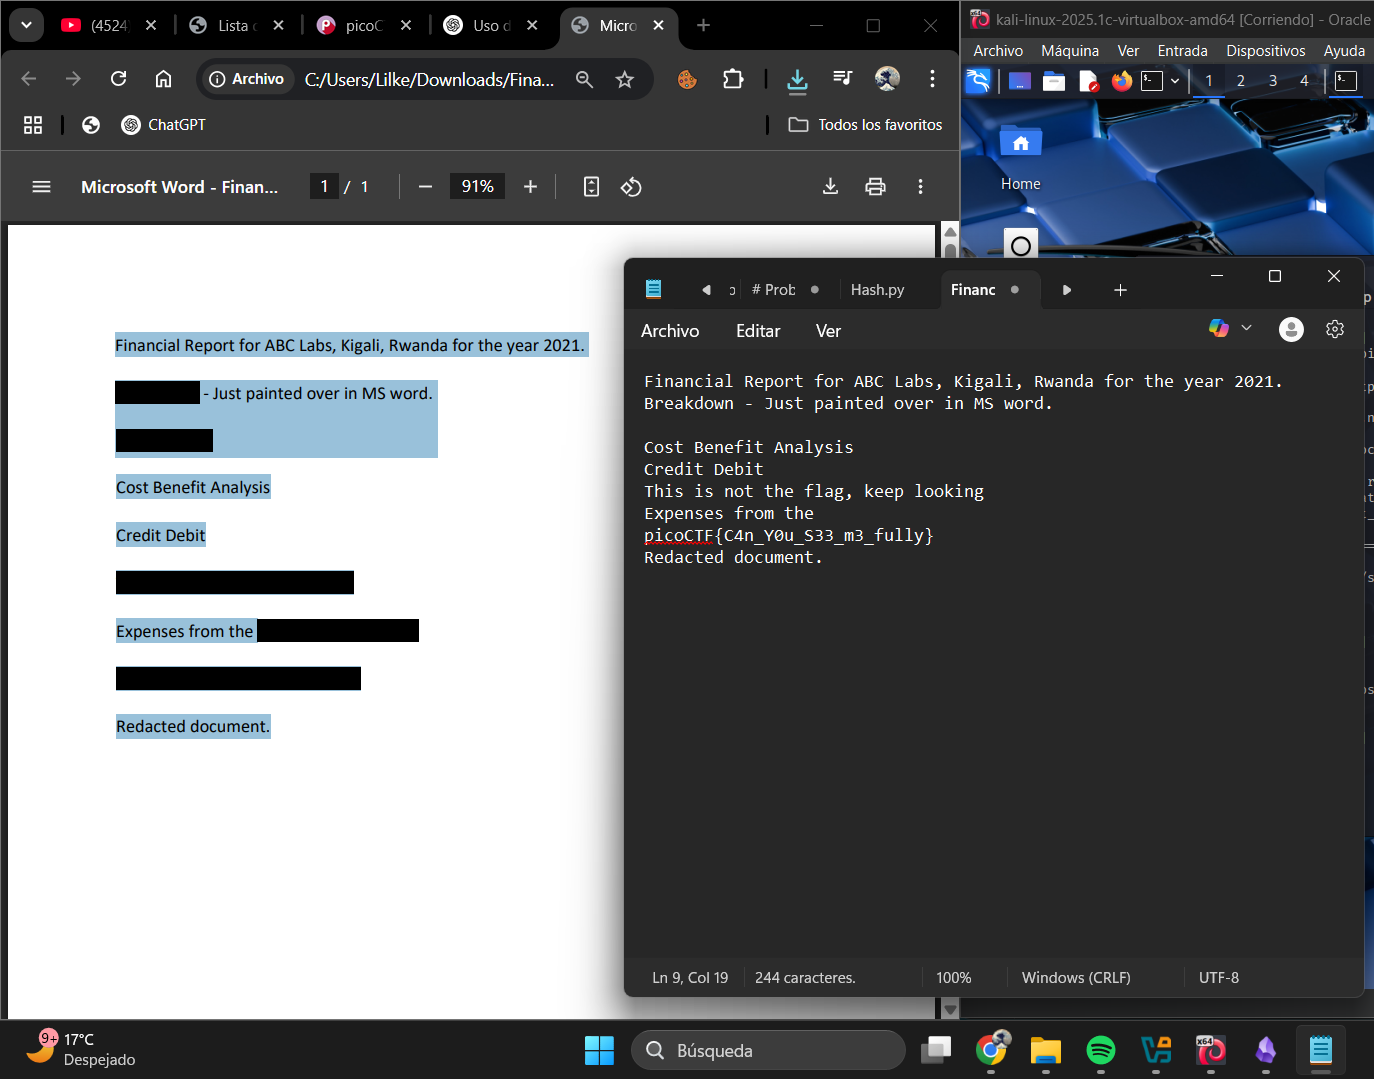 (4524
Lista
picoC
Uso d
Micro
Archivo
C:/Users/Lilke/Downloads/Fina...
ChatGPT
Todos los favoritos
Microsoft Word - Finan...
1 / 1
91%
Financial Report for ABC Labs, Kigali, Rwanda for the year 2021.
- Just painted over in MS word.
Cost Benefit Analysis
Credit Debit
Expenses from the
Redacted document.
kali-linux-2025.1c-virtualbox-amd64 [Corriendo] - Oracle
Archivo Máquina Ver Entrada Dispositivos Ayuda
1 2 3 4
Home
# Prob
Hash.py
Financ
Archivo Editar Ver
Financial Report for ABC Labs, Kigali, Rwanda for the year 2021.
Breakdown - Just painted over in MS word.
Cost Benefit Analysis
Credit Debit
This is not the flag, keep looking
Expenses from the
picoCTF{C4n_Y0u_S33_m3_fully}
Redacted document.
Ln 9, Col 19
244 caracteres.
100%
Windows (CRLF)
UTF-8
9+
17°C
Despejado
Búsqueda
x64